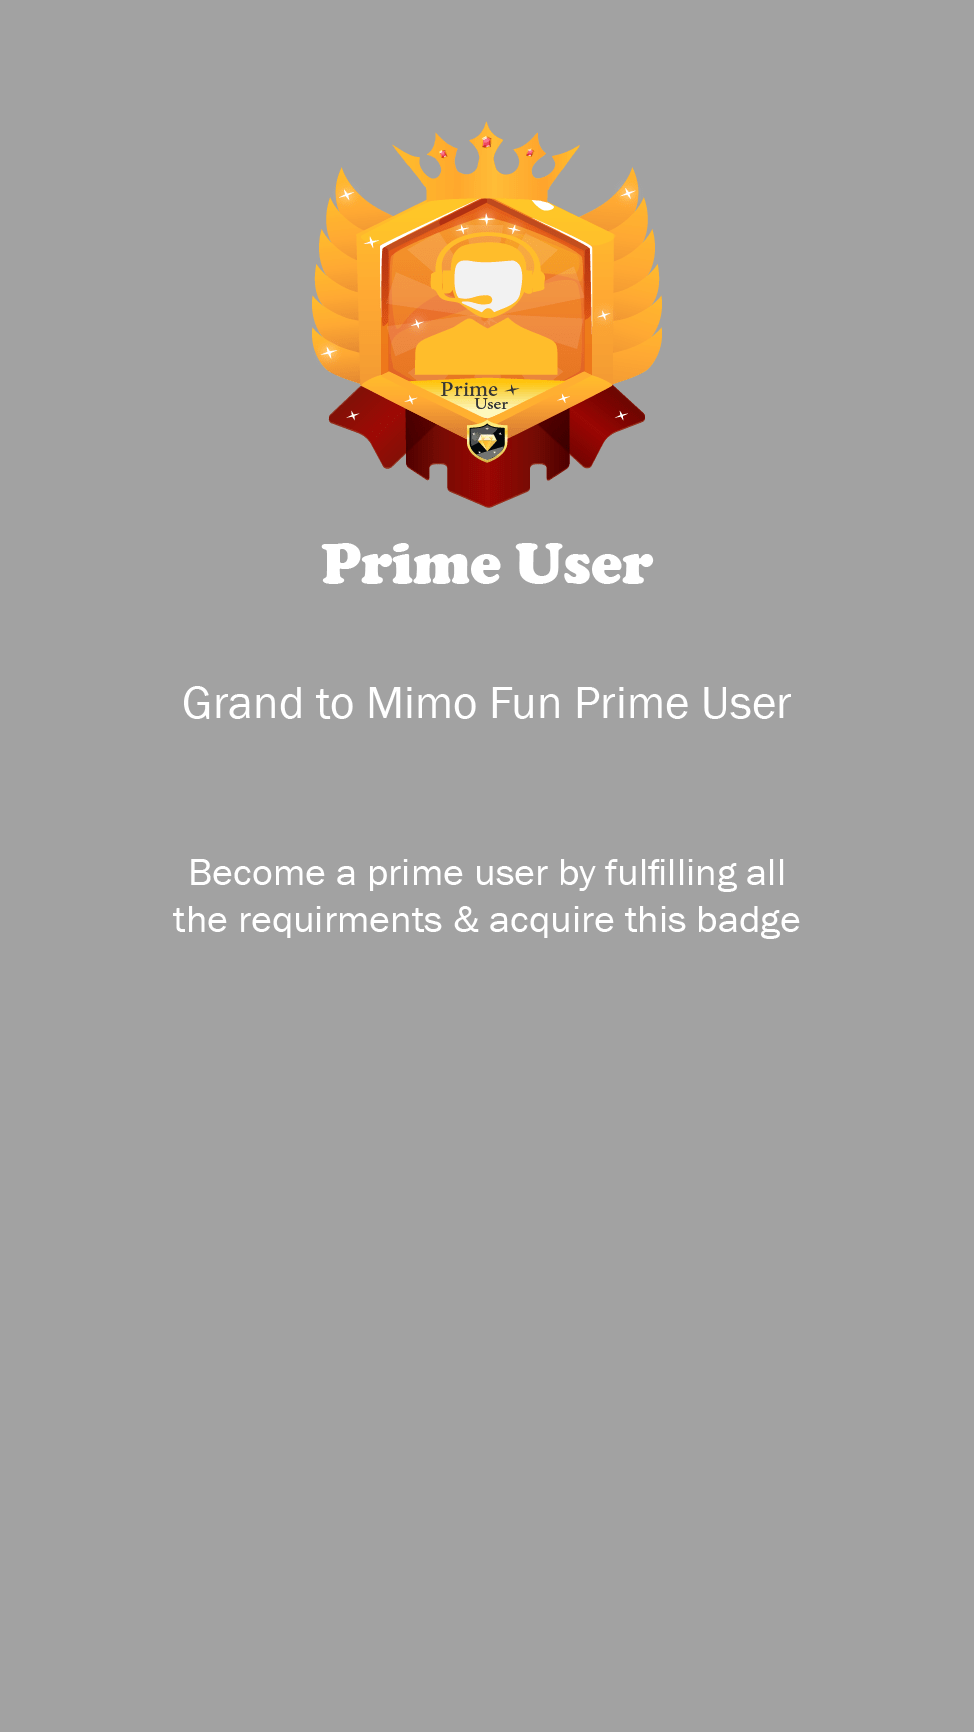 Prime
User
Prime User
Grand to Mimo Fun Prime User
Become a prime user by fulfilling all
the requirments & acquire this badge